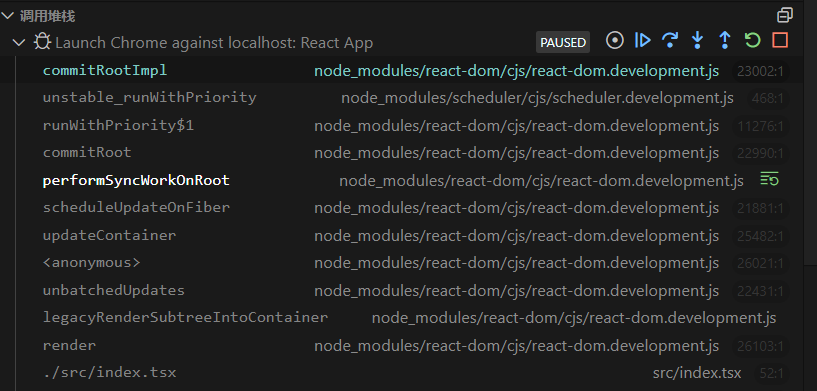 调用堆栈
Launch Chrome against localhost: React App PAUSED
commitRootImpl node_modules/react-dom/cjs/react-dom.development.js 23002:1
unstable_runWithPriority node_modules/scheduler/cjs/scheduler.development.js 468:1
runWithPriority$1 node_modules/react-dom/cjs/react-dom.development.js 11276:1
commitRoot node_modules/react-dom/cjs/react-dom.development.js 22990:1
performSyncWorkOnRoot node_modules/react-dom/cjs/react-dom.development.js
scheduleUpdateOnFiber node_modules/react-dom/cjs/react-dom.development.js 21881:1
updateContainer node_modules/react-dom/cjs/react-dom.development.js 25482:1
<anonymous> node_modules/react-dom/cjs/react-dom.development.js 26021:1
unbatchedUpdates node_modules/react-dom/cjs/react-dom.development.js 22431:1
legacyRenderSubtreeIntoContainer node_modules/react-dom/cjs/react-dom.development.js
render node_modules/react-dom/cjs/react-dom.development.js 26103:1
./src/index.tsx src/index.tsx 52:1